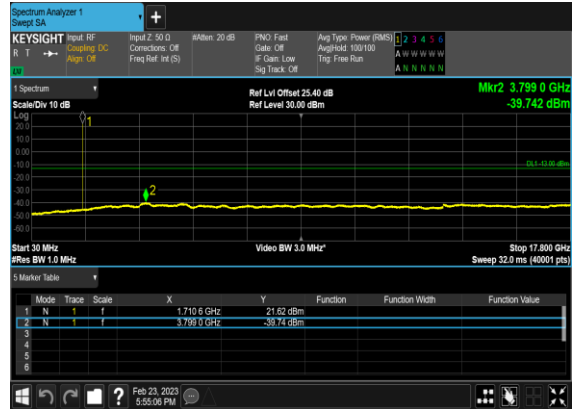 Spectrum Analyzer 1
Swept SA
+
KEYSIGHT Input: RF Input Z: 50 Ω #Atten: 20 dB PNO: Fast Avg Type: Power (RMS) 1 2 3 4 5 6
R T Coupling: DC Corrections: Off Gate: Off Avg|Hold: 100/100 A W W W W W
Align: Off Freq Ref: Int (S) IF Gain: Low Trig: Free Run
Sig Track: Off A N N N N N
1 Spectrum Ref Lvl Offset 25.40 dB Mkr2 3.799 0 GHz
Scale/Div 10 dB Ref Level 30.00 dBm -39.742 dBm
Log
1
20.0
10.0
0.00
-10.0
DL1 -13.00 dBm
-20.0
-30.0
2
-40.0
-50.0
-60.0
Start 30 MHz Video BW 3.0 MHz* Stop 17.800 GHz
#Res BW 1.0 MHz Sweep 32.0 ms (40001 pts)
5 Marker Table
Mode Trace Scale X Y Function Function Width Function Value
1 N 1 f 1.710 6 GHz 21.62 dBm
2 N 1 f 3.799 0 GHz -39.74 dBm
3
4
5
6
? Feb 23, 2023
5:55:06 PM